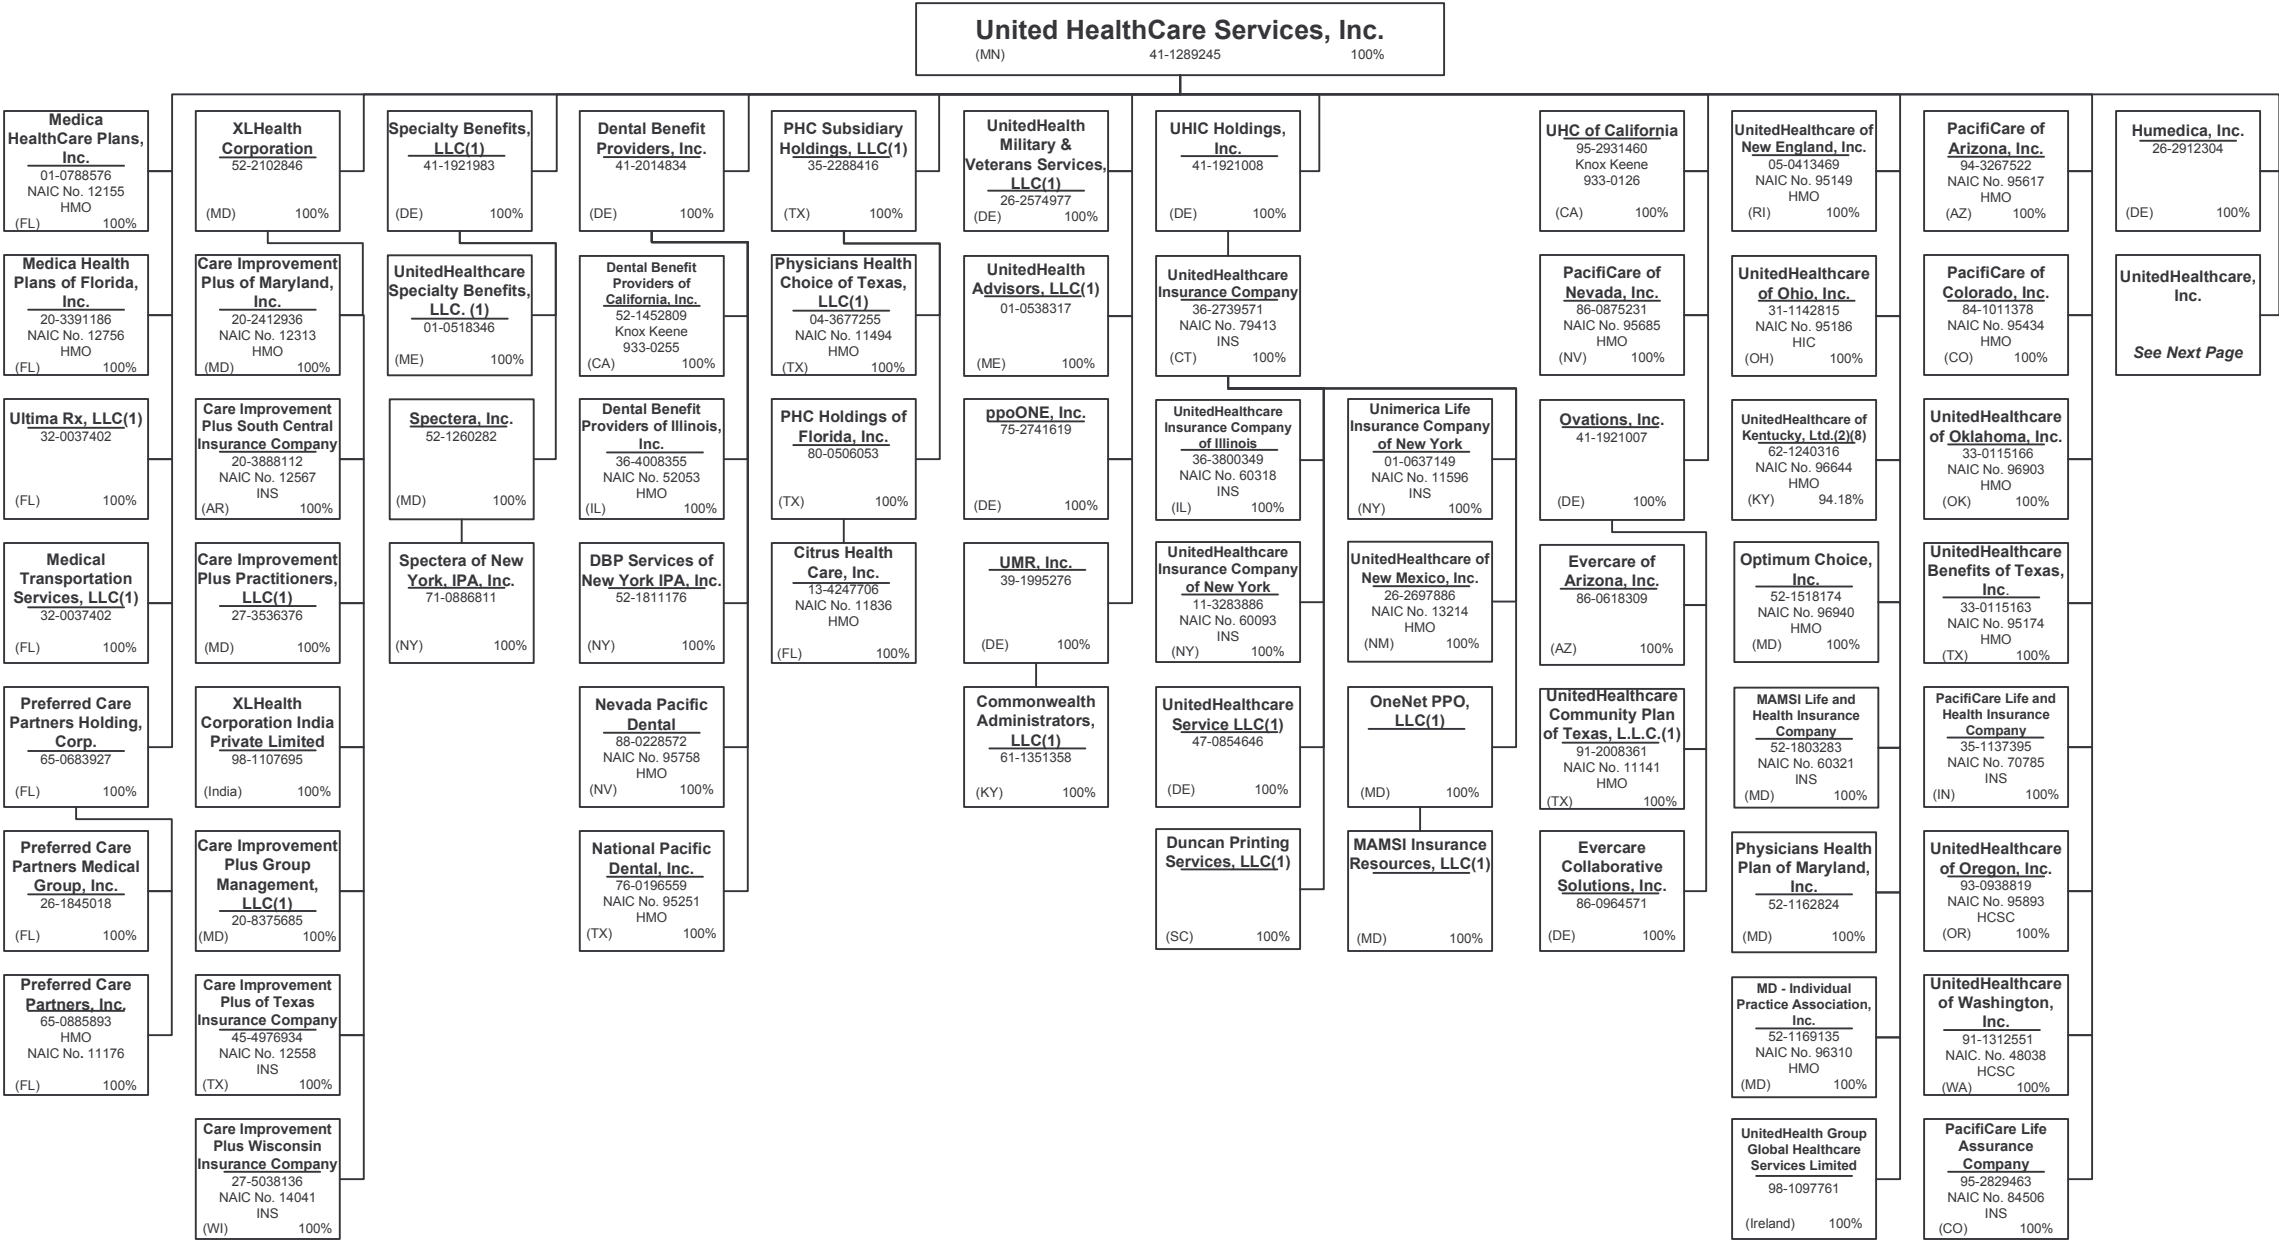 United HealthCare Services, Inc.
(MN) 41-1289245 100%
Medica
HealthCare Plans,
Inc.
01-0788576
NAIC No. 12155
HMO
(FL) 100%
Medica Health
Plans of Florida,
Inc.
20-3391186
NAIC No. 12756
HMO
(FL) 100%
Ultima Rx, LLC(1)
32-0037402
(FL) 100%
Medical
Transportation
Services, LLC(1)
32-0037402
(FL) 100%
Preferred Care
Partners Holding,
Corp.
65-0683927
(FL) 100%
Preferred Care
Partners Medical
Group, Inc.
26-1845018
(FL) 100%
Preferred Care
Partners, Inc.
65-0885893
HMO
NAIC No. 11176
(FL) 100%
XLHealth
Corporation
52-2102846
(MD) 100%
Care Improvement
Plus of Maryland,
Inc.
20-2412936
NAIC No. 12313
HMO
(MD) 100%
Care Improvement
Plus South Central
Insurance Company
20-3888112
NAIC No. 12567
INS
(AR) 100%
Care Improvement
Plus Practitioners,
LLC(1)
27-3536376
(MD) 100%
XLHealth
Corporation India
Private Limited
98-1107695
(India) 100%
Care Improvement
Plus Group
Management,
LLC(1)
20-8375685
(MD) 100%
Care Improvement
Plus of Texas
Insurance Company
45-4976934
NAIC No. 12558
INS
(TX) 100%
Care Improvement
Plus Wisconsin
Insurance Company
27-5038136
NAIC No. 14041
INS
(WI) 100%
Specialty Benefits,
LLC(1)
41-1921983
(DE) 100%
UnitedHealthcare
Specialty Benefits,
LLC. (1)
01-0518346
(ME) 100%
Spectera, Inc.
52-1260282
(MD) 100%
Spectera of New
York, IPA, Inc.
71-0886811
(NY) 100%
Dental Benefit
Providers, Inc.
41-2014834
(DE) 100%
Dental Benefit
Providers of
California, Inc.
52-1452809
Knox Keene
933-0255
(CA) 100%
Dental Benefit
Providers of Illinois,
Inc.
36-4008355
NAIC No. 52053
HMO
(IL) 100%
DBP Services of
New York IPA, Inc.
52-1811176
(NY) 100%
Nevada Pacific
Dental
88-0228572
NAIC No. 95758
HMO
(NV) 100%
National Pacific
Dental, Inc.
76-0196559
NAIC No. 95251
HMO
(TX) 100%
PHC Subsidiary
Holdings, LLC(1)
35-2288416
(TX) 100%
Physicians Health
Choice of Texas,
LLC(1)
04-3677255
NAIC No. 11494
HMO
(TX) 100%
PHC Holdings of
Florida, Inc.
80-0506053
(TX) 100%
Citrus Health
Care, Inc.
13-4247706
NAIC No. 11836
HMO
(FL) 100%
UnitedHealth
Military &
Veterans Services,
LLC(1)
26-2574977
(DE) 100%
UnitedHealth
Advisors, LLC(1)
01-0538317
(ME) 100%
ppoONE, Inc.
75-2741619
(DE) 100%
UMR, Inc.
39-1995276
(DE) 100%
Commonwealth
Administrators,
LLC(1)
61-1351358
(KY) 100%
UHIC Holdings,
Inc.
41-1921008
(DE) 100%
UnitedHealthcare
Insurance Company
36-2739571
NAIC No. 79413
INS
(CT) 100%
UnitedHealthcare
Insurance Company
of Illinois
36-3800349
NAIC No. 60318
INS
(IL) 100%
UnitedHealthcare
Insurance Company
of New York
11-3283886
NAIC No. 60093
INS
(NY) 100%
UnitedHealthcare
Service LLC(1)
47-0854646
(DE) 100%
Duncan Printing
Services, LLC(1)
(SC) 100%
Unimerica Life
Insurance Company
of New York
01-0637149
NAIC No. 11596
INS
(NY) 100%
UnitedHealthcare of
New Mexico, Inc.
26-2697886
NAIC No. 13214
HMO
(NM) 100%
OneNet PPO,
LLC(1)
(MD) 100%
MAMSI Insurance
Resources, LLC(1)
(MD) 100%
UHC of California
95-2931460
Knox Keene
933-0126
(CA) 100%
PacifiCare of
Nevada, Inc.
86-0875231
NAIC No. 95685
HMO
(NV) 100%
Ovations, Inc.
41-1921007
(DE) 100%
Evercare of
Arizona, Inc.
86-0618309
(AZ) 100%
UnitedHealthcare
Community Plan
of Texas, L.L.C.(1)
91-2008361
NAIC No. 11141
HMO
(TX) 100%
Evercare
Collaborative
Solutions, Inc.
86-0964571
(DE) 100%
UnitedHealthcare of
New England, Inc.
05-0413469
NAIC No. 95149
HMO
(RI) 100%
UnitedHealthcare
of Ohio, Inc.
31-1142815
NAIC No. 95186
HIC
(OH) 100%
UnitedHealthcare of
Kentucky, Ltd.(2)(8)
62-1240316
NAIC No. 96644
HMO
(KY) 94.18%
Optimum Choice,
Inc.
52-1518174
NAIC No. 96940
HMO
(MD) 100%
MAMSI Life and
Health Insurance
Company
52-1803283
NAIC No. 60321
INS
(MD) 100%
Physicians Health
Plan of Maryland,
Inc.
52-1162824
(MD) 100%
MD - Individual
Practice Association,
Inc.
52-1169135
NAIC No. 96310
HMO
(MD) 100%
UnitedHealth Group
Global Healthcare
Services Limited
98-1097761
(Ireland) 100%
PacifiCare of
Arizona, Inc.
94-3267522
NAIC No. 95617
HMO
(AZ) 100%
PacifiCare of
Colorado, Inc.
84-1011378
NAIC No. 95434
HMO
(CO) 100%
UnitedHealthcare
of Oklahoma, Inc.
33-0115166
NAIC No. 96903
HMO
(OK) 100%
UnitedHealthcare
Benefits of Texas,
Inc.
33-0115163
NAIC No. 95174
HMO
(TX) 100%
PacifiCare Life and
Health Insurance
Company
35-1137395
NAIC No. 70785
INS
(IN) 100%
UnitedHealthcare
of Oregon, Inc.
93-0938819
NAIC No. 95893
HCSC
(OR) 100%
UnitedHealthcare
of Washington,
Inc.
91-1312551
NAIC. No. 48038
HCSC
(WA) 100%
PacifiCare Life
Assurance
Company
95-2829463
NAIC No. 84506
INS
(CO) 100%
Humedica, Inc.
26-2912304
(DE) 100%
UnitedHealthcare,
Inc.
See Next Page